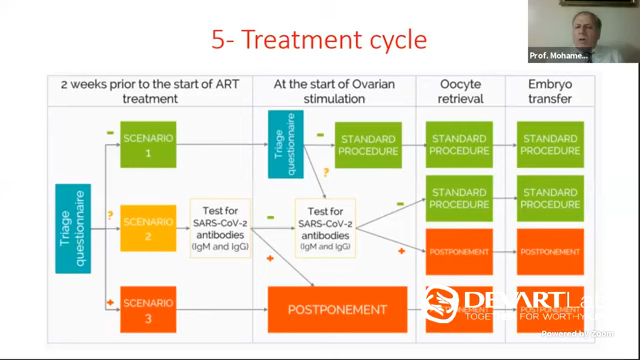 5- Treatment cycle
Prof. Mohame...
2 weeks prior to the start of ART
treatment
At the start of Ovarian
stimulation
Oocyte
retrieval
Embryo
transfer
Triage
questionnaire
-
SCENARIO
1
Triage
questionnaire
-
STANDARD
PROCEDURE
STANDARD
PROCEDURE
STANDARD
PROCEDURE
?
?
SCENARIO
2
Test for
SARS-CoV-2
antibodies
(IgM and IgG)
-
+
Test for
SARS-CoV-2
antibodies
(IgM and IgG)
-
+
STANDARD
PROCEDURE
STANDARD
PROCEDURE
POSTPONEMENT
POSTPONEMENT
+
SCENARIO
3
POSTPONEMENT
TOGETHER FOR WORTHY
Powered by Zoom